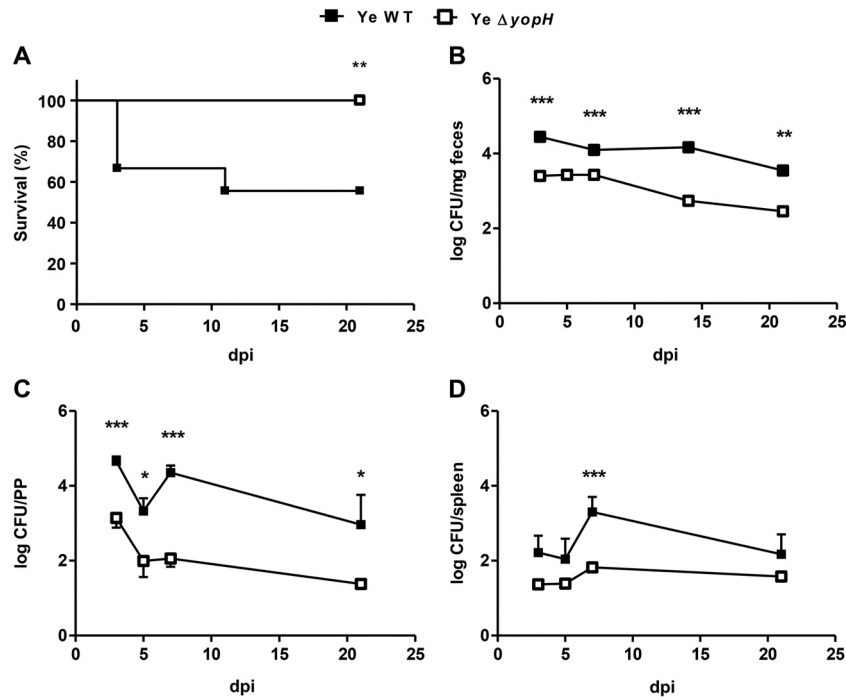 Ye WT Ye ΔyopH
A
**
Survival (%)
100
80
60
40
20
0
0 5 10 15 20 25
dpi
B
*** *** *** **
log CFU/mg feces
6
4
2
0
0 5 10 15 20 25
dpi
C
*** * *** *
log CFU/PP
6
4
2
0
0 5 10 15 20 25
dpi
D
***
log CFU/spleen
6
4
2
0
0 5 10 15 20 25
dpi